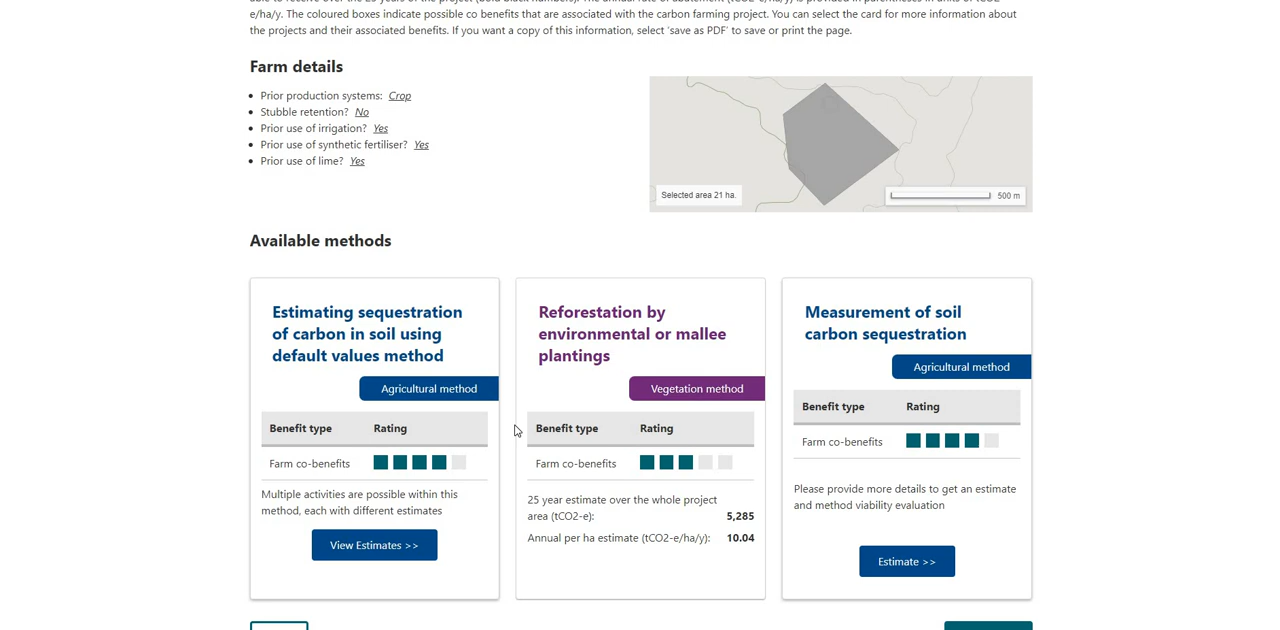 e/ha/y. The coloured boxes indicate possible co benefits that are associated with the carbon farming project. You can select the card for more information about
the projects and their associated benefits. If you want a copy of this information, select 'save as PDF' to save or print the page.
Farm details
Prior production systems: Crop
Stubble retention? No
Prior use of irrigation? Yes
Prior use of synthetic fertiliser? Yes
Prior use of lime? Yes
Selected area 21 ha.
500 m
Available methods
Estimating sequestration
of carbon in soil using
default values method
Agricultural method
Benefit type Rating
Farm co-benefits
Multiple activities are possible within this
method, each with different estimates
View Estimates >>
Reforestation by
environmental or mallee
plantings
Vegetation method
Benefit type Rating
Farm co-benefits
25 year estimate over the whole project
area (tCO2-e): 5,285
Annual per ha estimate (tCO2-e/ha/y): 10.04
Measurement of soil
carbon sequestration
Agricultural method
Benefit type Rating
Farm co-benefits
Please provide more details to get an estimate
and method viability evaluation
Estimate >>